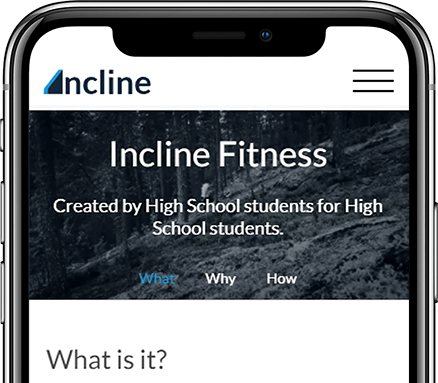 Incline
Incline Fitness
Created by High School students for High
School students.
What Why How
What is it?